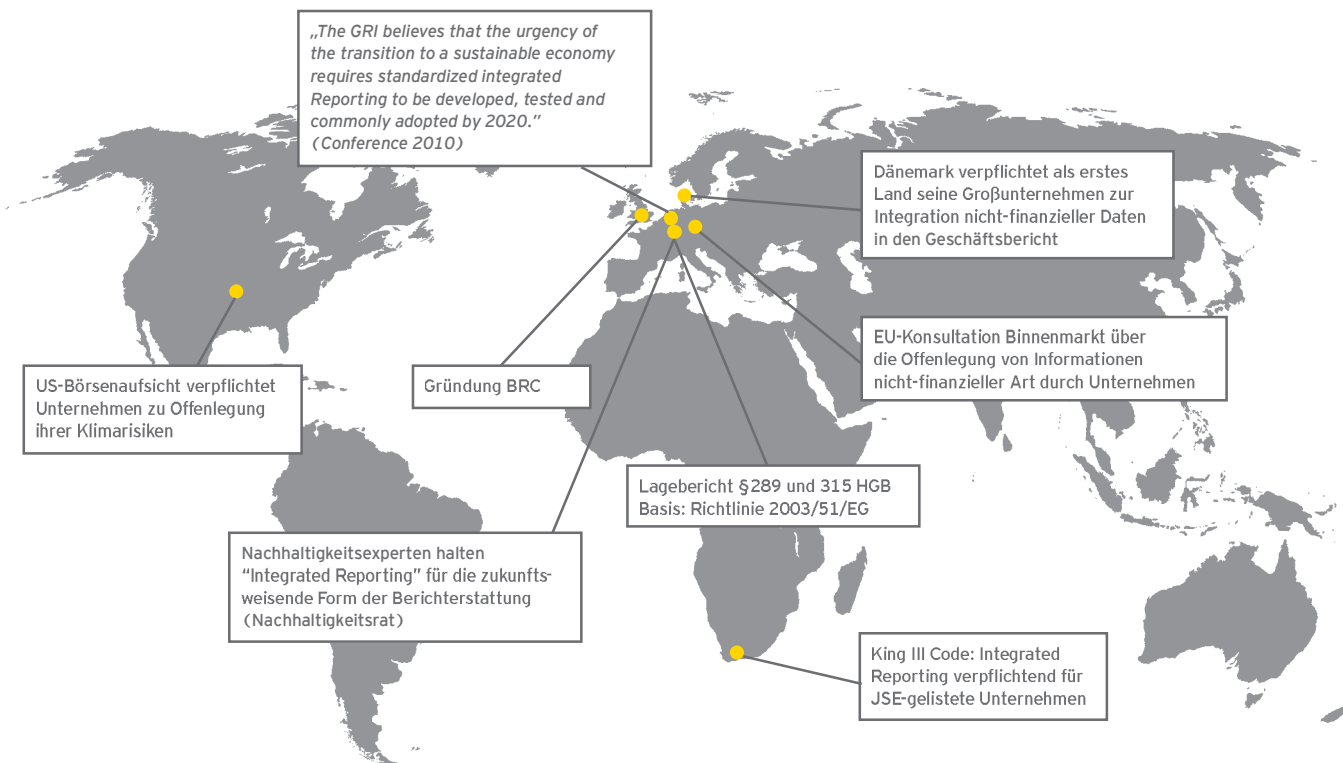 „The GRI believes that the urgency of
the transition to a sustainable economy
requires standardized integrated
Reporting to be developed, tested and
commonly adopted by 2020.”
(Conference 2010)
Dänemark verpflichtet als erstes
Land seine Großunternehmen zur
Integration nicht-finanzieller Daten
in den Geschäftsbericht
EU-Konsultation Binnenmarkt über
die Offenlegung von Informationen
nicht-finanzieller Art durch Unternehmen
US-Börsenaufsicht verpflichtet
Unternehmen zu Offenlegung
ihrer Klimarisiken
Gründung BRC
Lagebericht §289 und 315 HGB
Basis: Richtlinie 2003/51/EG
Nachhaltigkeitsexperten halten
“Integrated Reporting” für die zukunfts-
weisende Form der Berichterstattung
(Nachhaltigkeitsrat)
King III Code: Integrated
Reporting verpflichtend für
JSE-gelistete Unternehmen